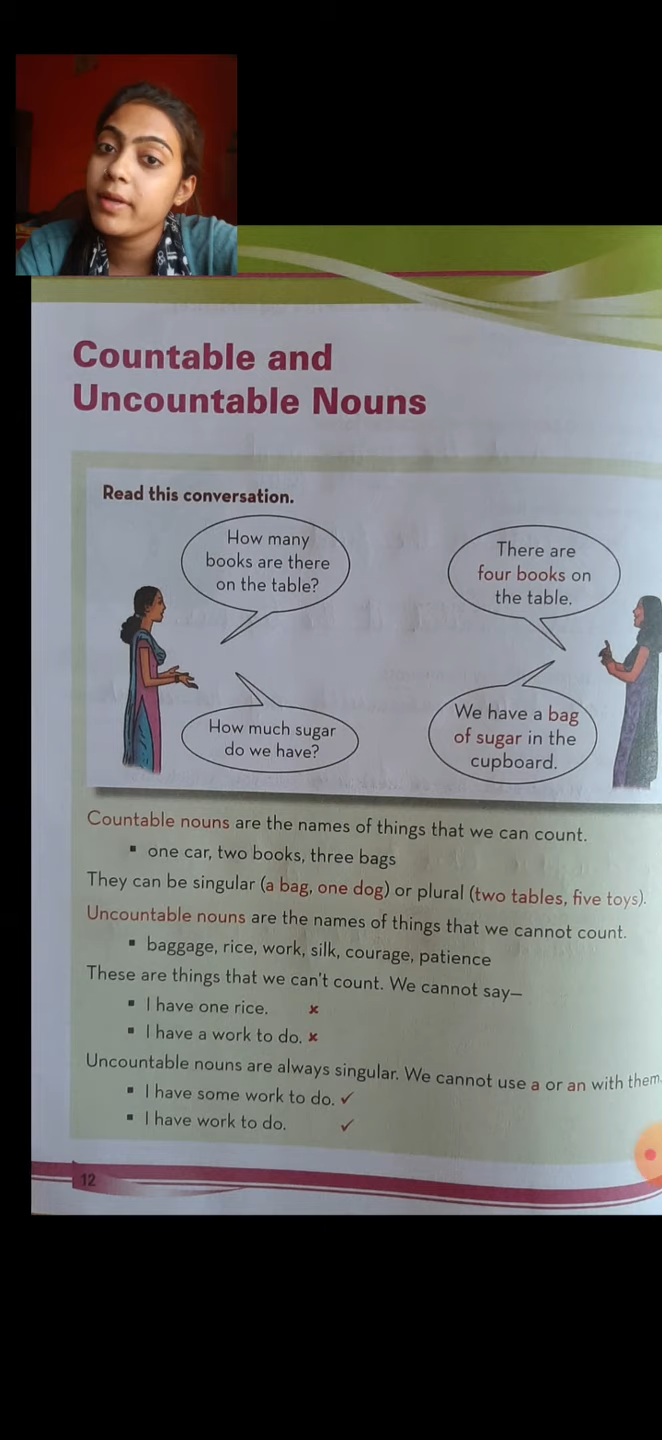 Countable and
Uncountable Nouns
Read this conversation.
How many
books are there
on the table?
There are
four books on
the table.
How much sugar
do we have?
We have a bag
of sugar in the
cupboard.
Countable nouns are the names of things that we can count.
▪ one car, two books, three bags
They can be singular (a bag, one dog) or plural (two tables, five toys).
Uncountable nouns are the names of things that we cannot count.
▪ baggage, rice, work, silk, courage, patience
These are things that we can't count. We cannot say—
▪ I have one rice. ✗
▪ I have a work to do. ✗
Uncountable nouns are always singular. We cannot use a or an with them.
▪ I have some work to do. ✓
▪ I have work to do. ✓
12